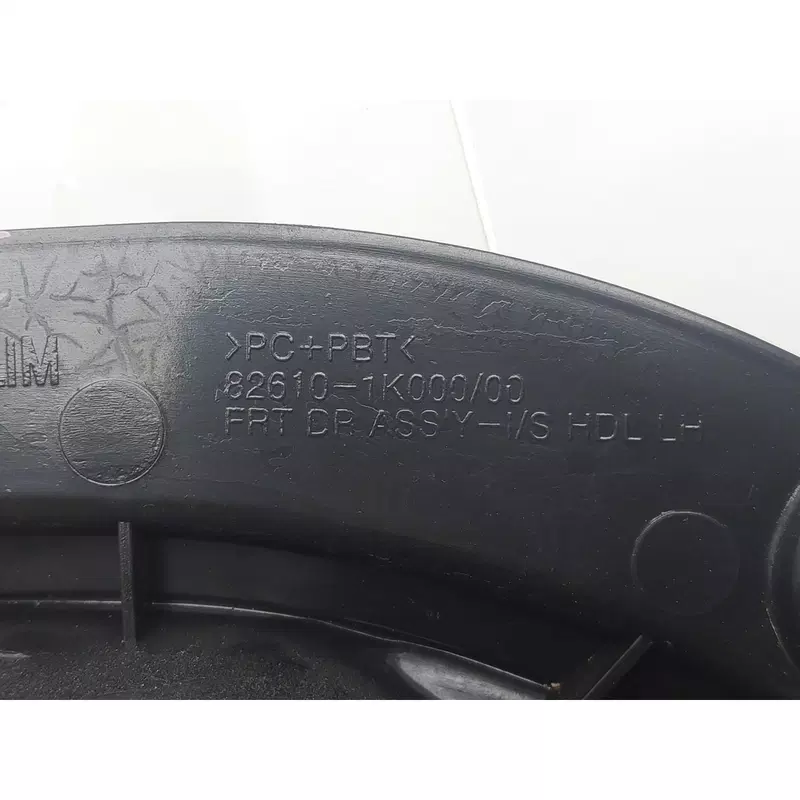 >PC+PBT<
82610-1K000/00
FRT DR ASS'Y-I/S HDL LH